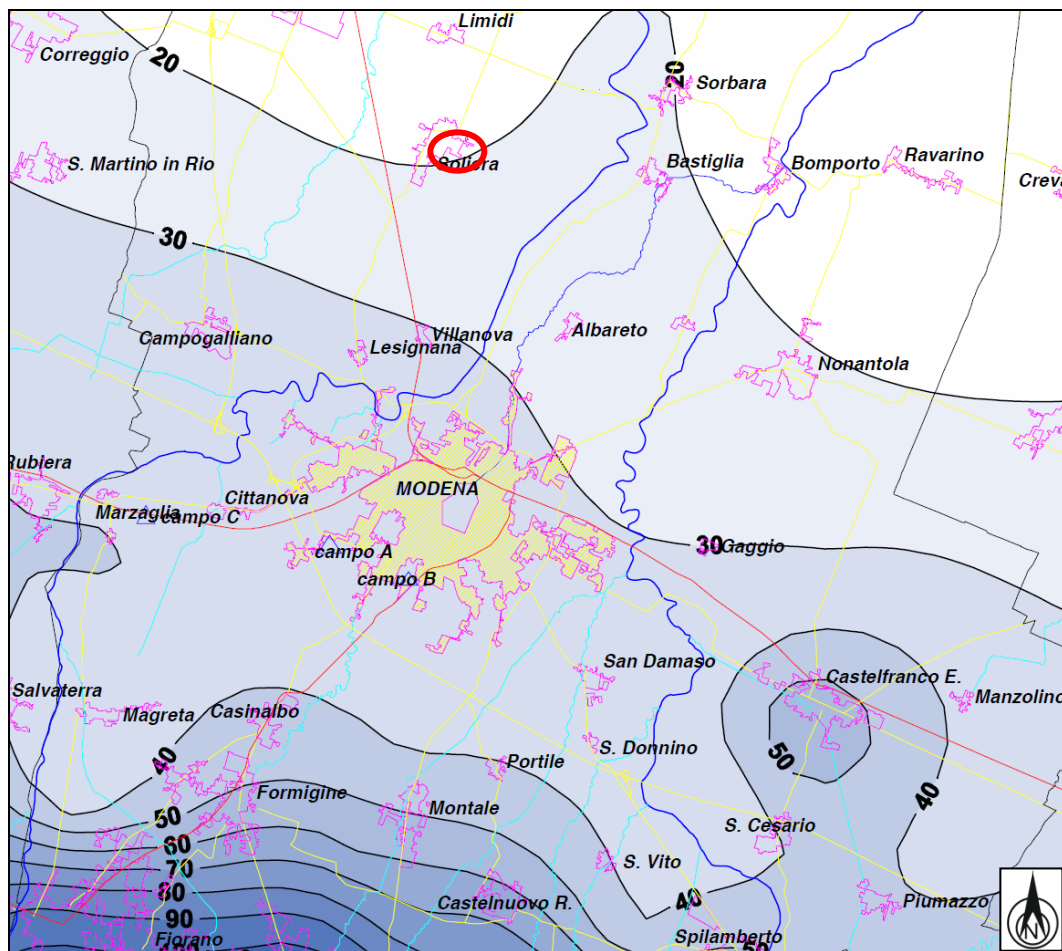 Limidi
Correggio
20
20
Sorbara
S. Martino in Rio
Soliera
Bastiglia
Bomporto
Ravarino
Creva
30
Campogalliano
Lesignana
Villanova
Albareto
Nonantola
Rubiera
MODENA
Marzaglia
campo C
Cittanova
campo A
campo B
30
Gaggio
San Damaso
Castelfranco E.
Salvaterra
Magreta
Casinalbo
Manzolino
S. Donnino
40
Portile
50
Formigine
Montale
40
50
S. Cesario
60
70
S. Vito
80
Castelnuovo R.
40
Piumazzo
90
Fiorano
Spilamberto
N